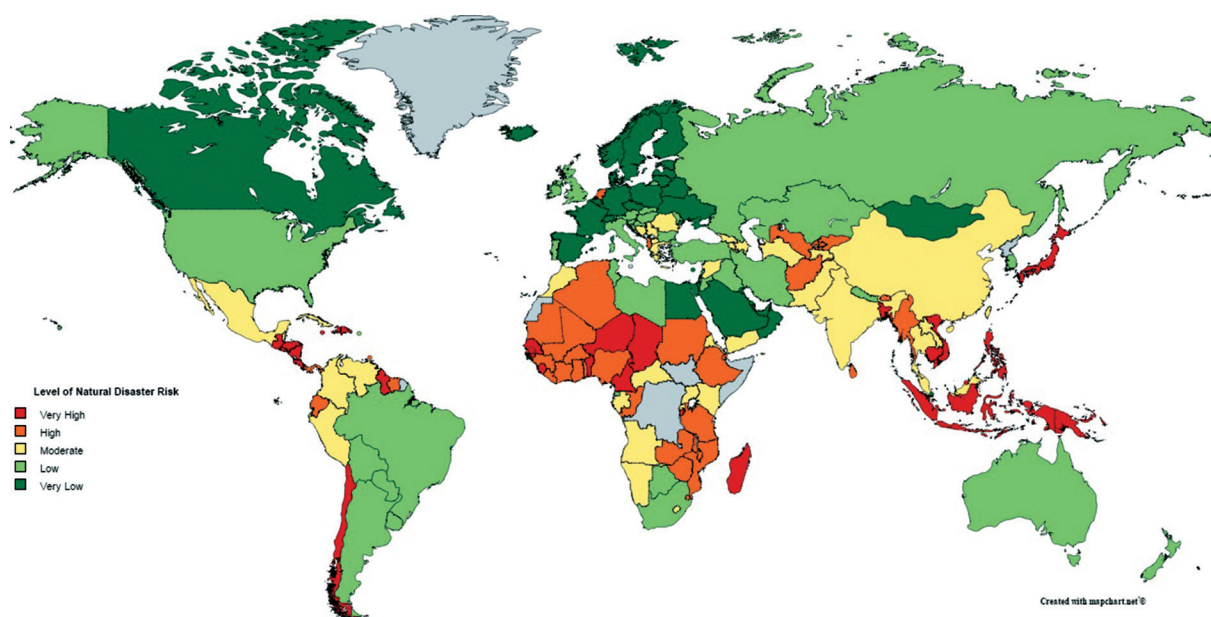 Level of Natural Disaster Risk
Very High
High
Moderate
Low
Very Low
Created with mapchart.net©